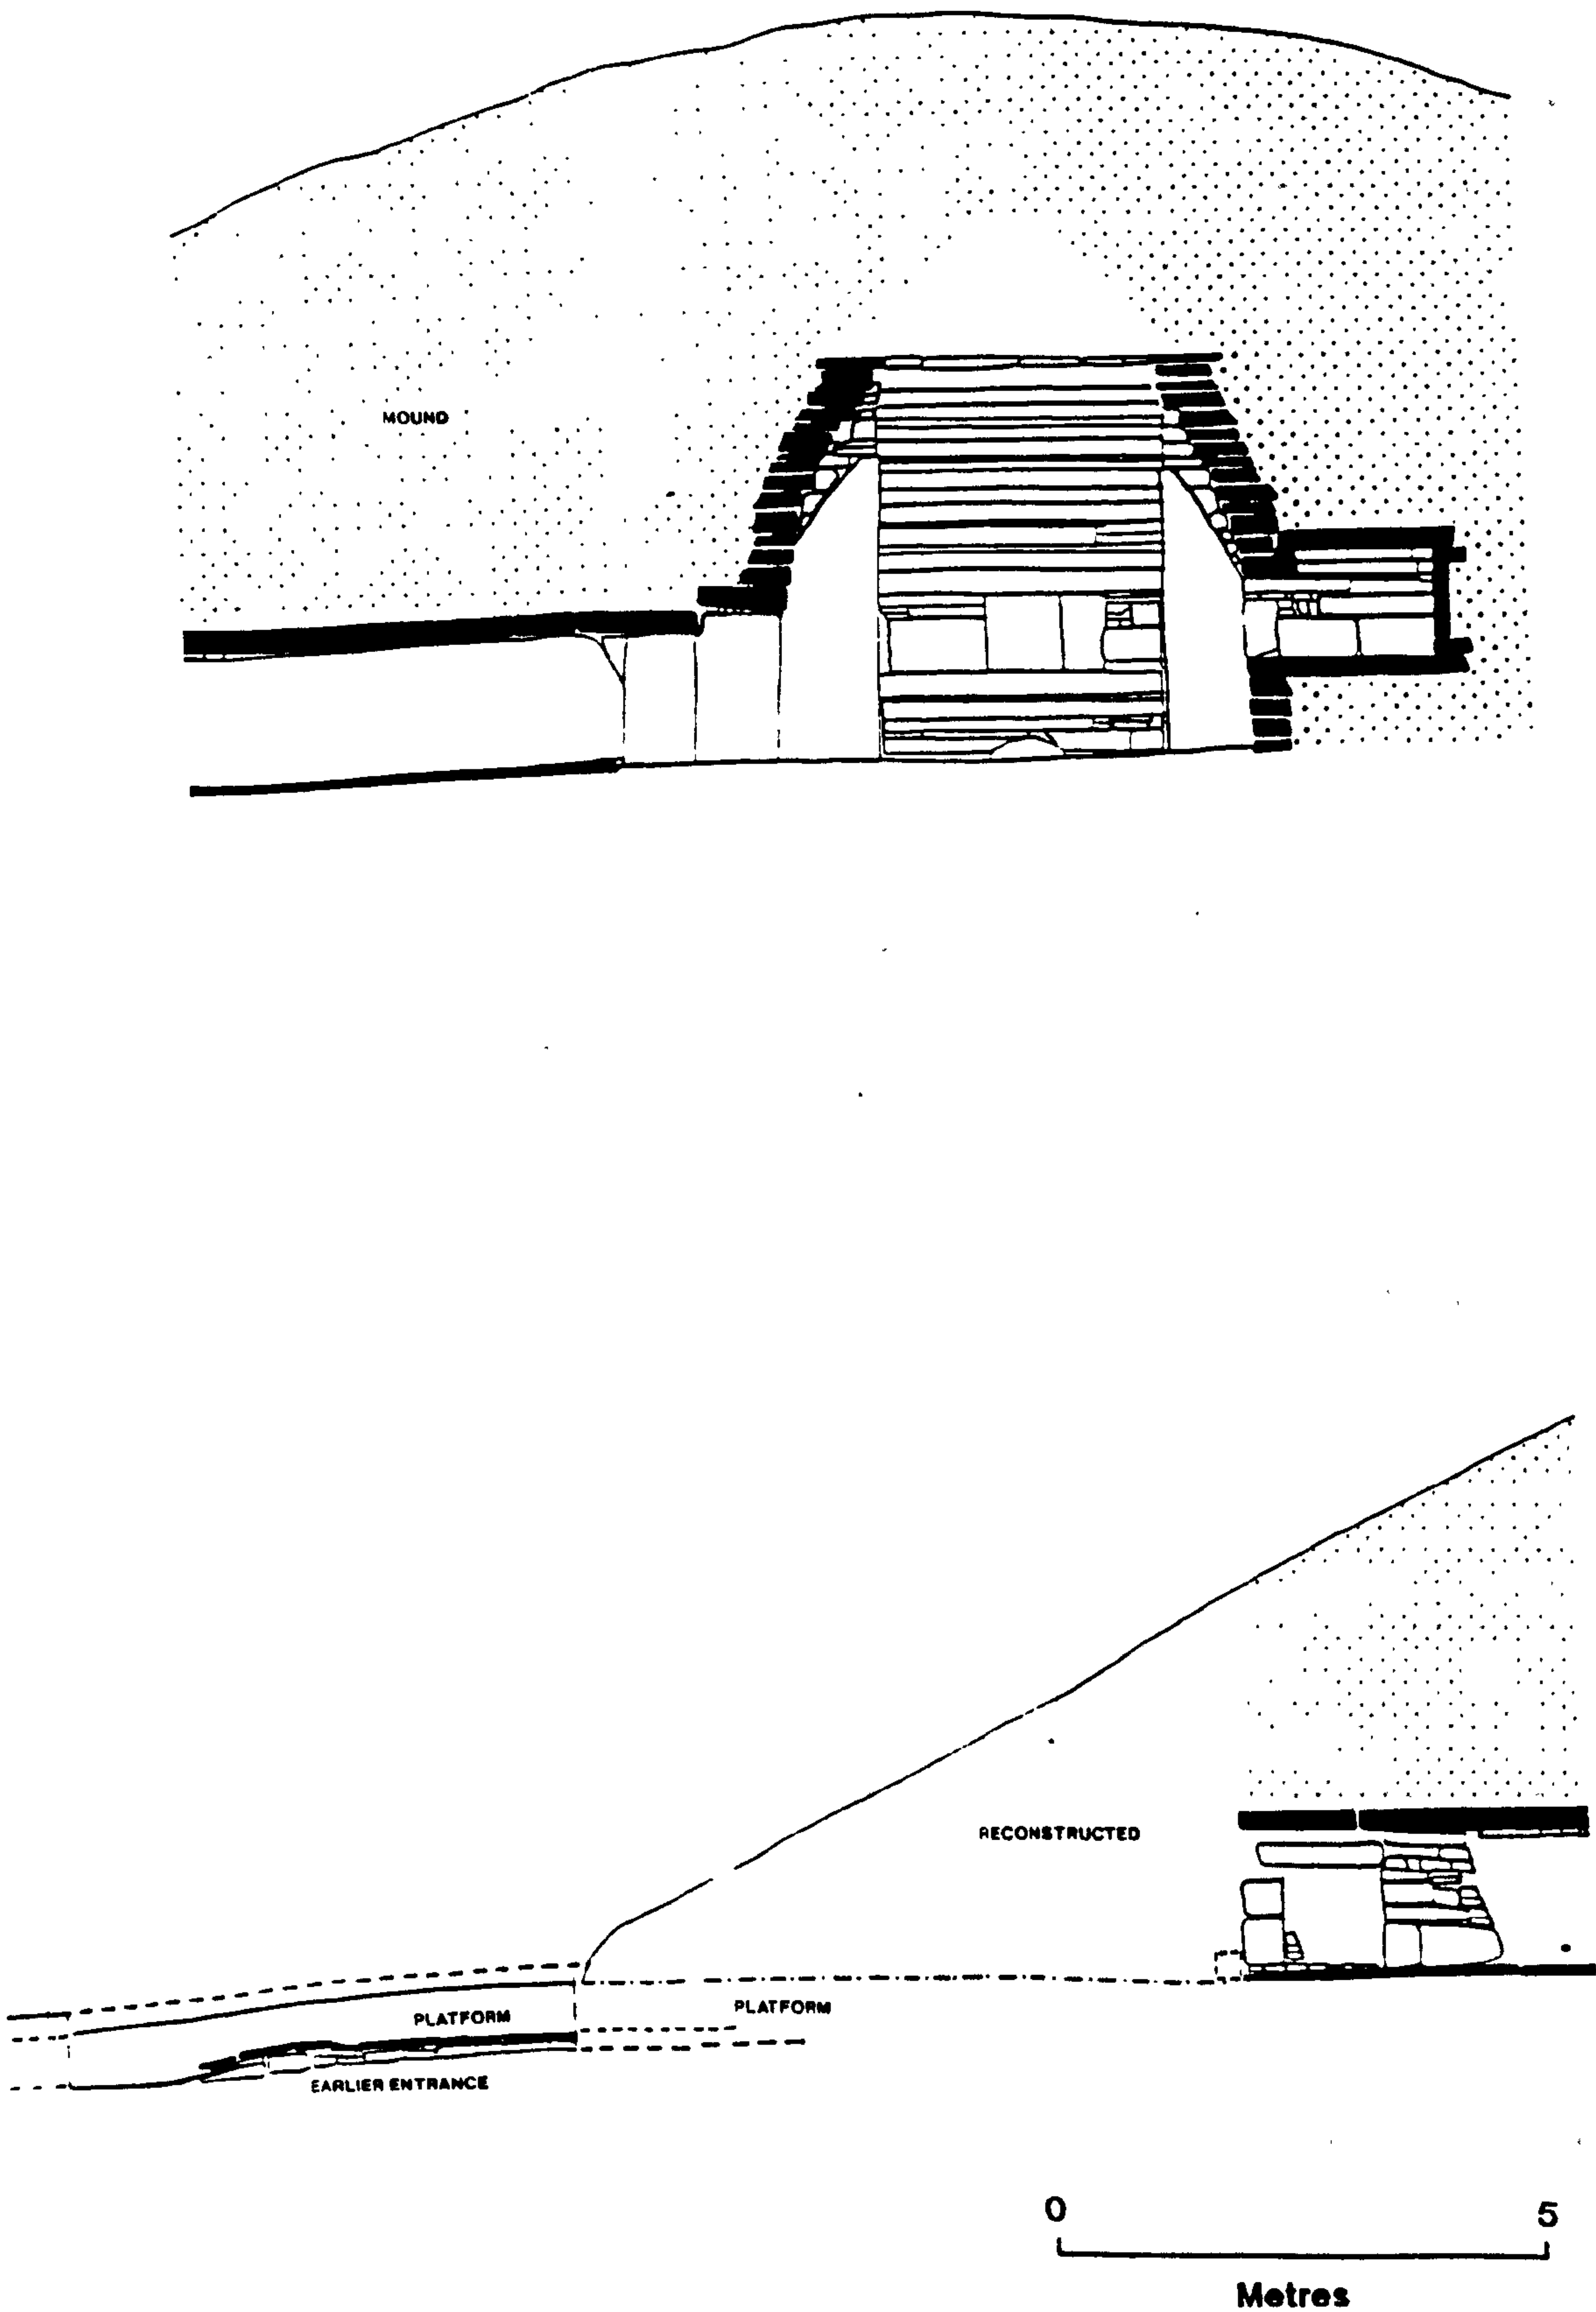 MOUND
RECONSTRUCTED
PLATFORM
PLATFORM
EARLIER ENTRANCE
0 5
Metres